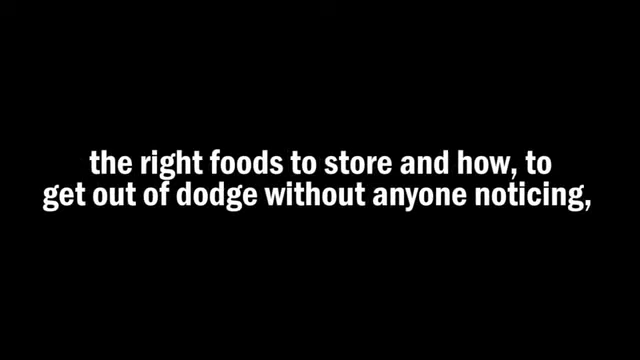 the right foods to store and how, to
get out of dodge without anyone noticing,